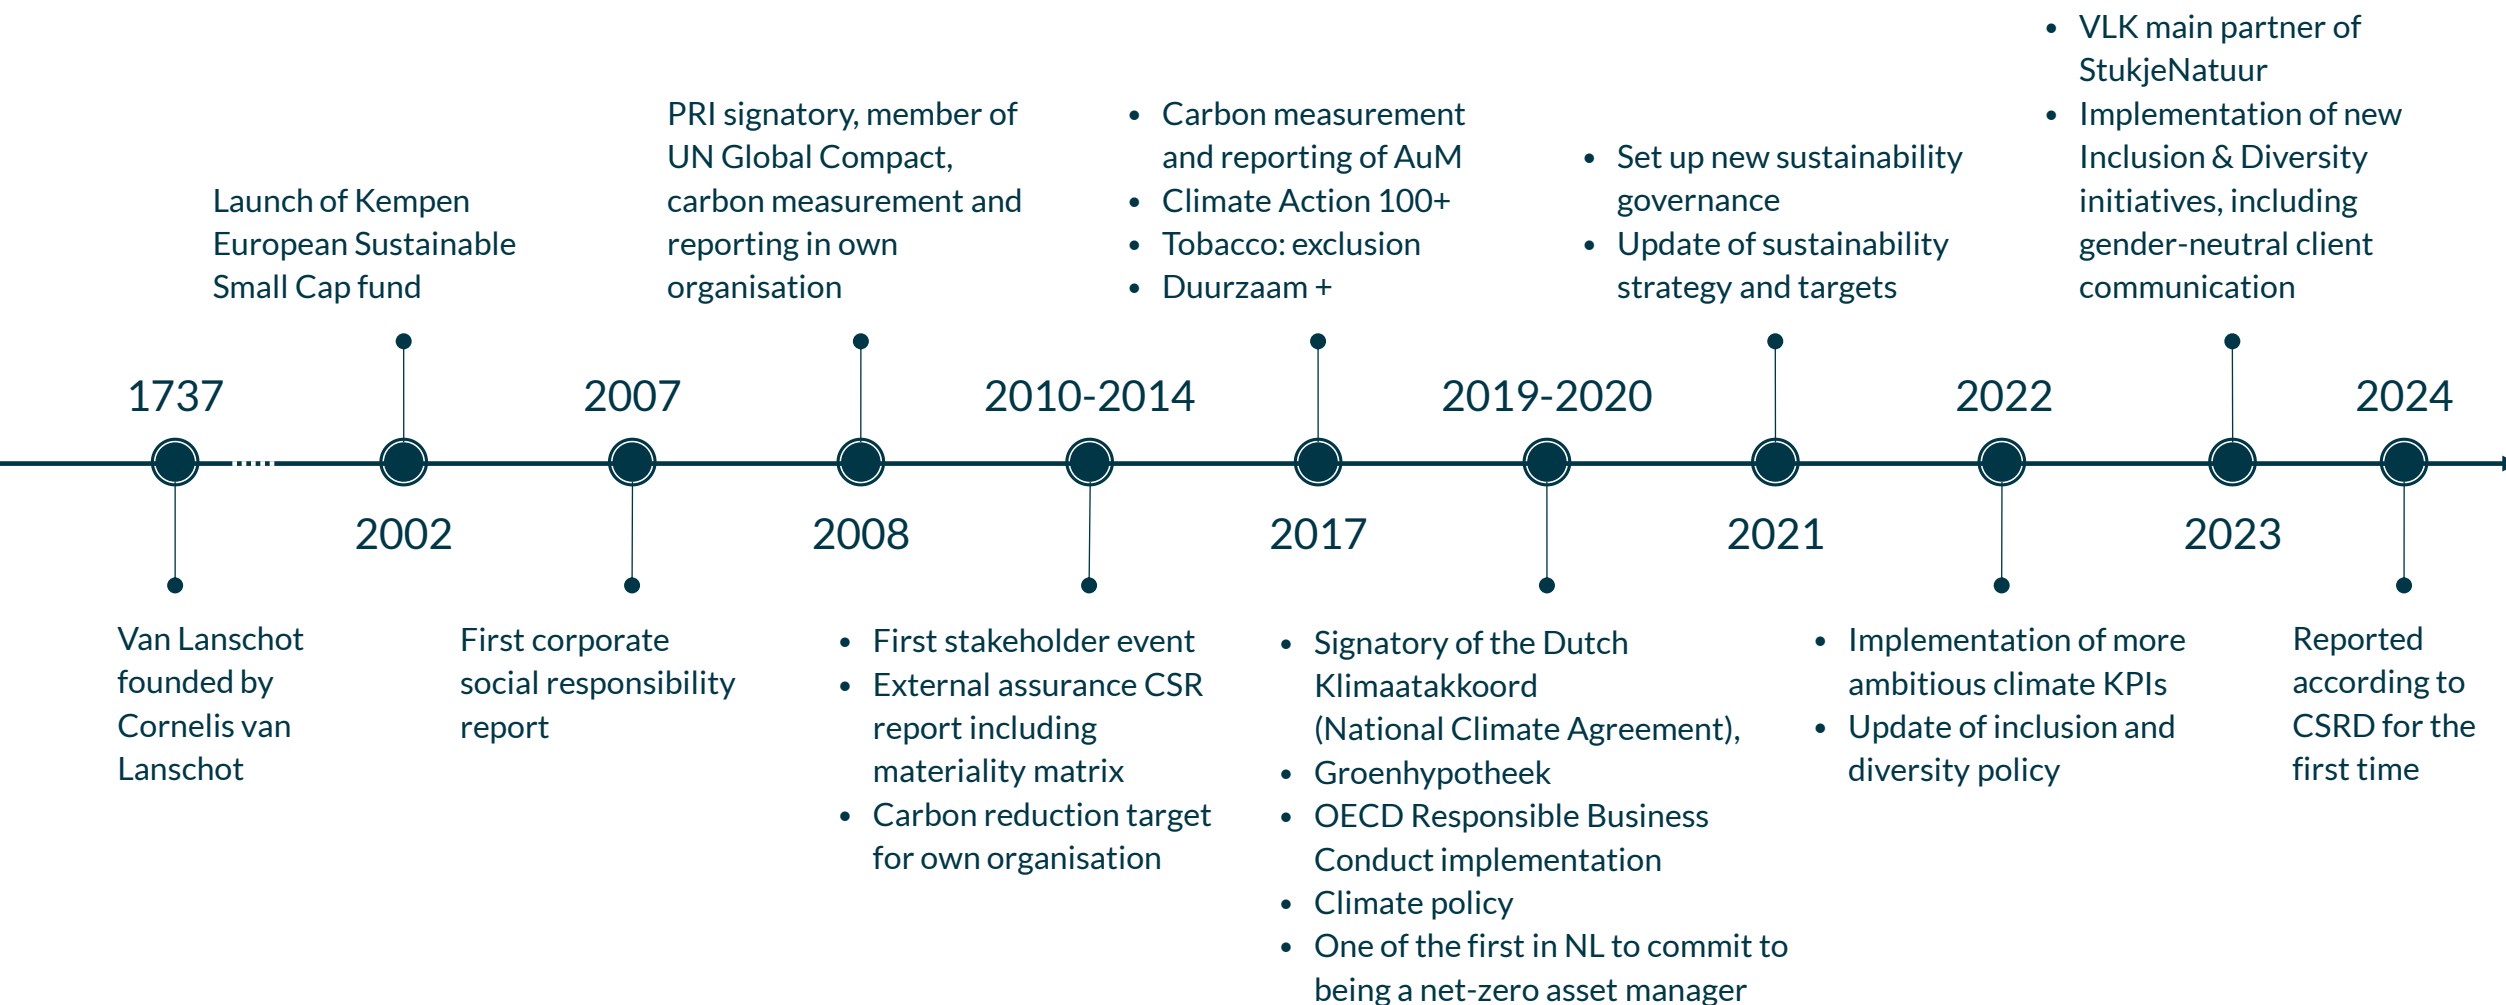 1737
Van Lanschot
founded by
Cornelis van
Lanschot
Launch of Kempen
European Sustainable
Small Cap fund
2002
2007
First corporate
social responsibility
report
PRI signatory, member of
UN Global Compact,
carbon measurement and
reporting in own
organisation
2008
2010-2014
• First stakeholder event
• External assurance CSR
report including
materiality matrix
• Carbon reduction target
for own organisation
• Carbon measurement
and reporting of AuM
• Climate Action 100+
• Tobacco: exclusion
• Duurzaam +
2017
2019-2020
• Signatory of the Dutch
Klimaatakkoord
(National Climate Agreement),
• Groenhypotheek
• OECD Responsible Business
Conduct implementation
• Climate policy
• One of the first in NL to commit to
being a net-zero asset manager
• Set up new sustainability
governance
• Update of sustainability
strategy and targets
2021
2022
• Implementation of more
ambitious climate KPIs
• Update of inclusion and
diversity policy
• VLK main partner of
StukjeNatuur
• Implementation of new
Inclusion & Diversity
initiatives, including
gender-neutral client
communication
2023
2024
Reported
according to
CSRD for the
first time